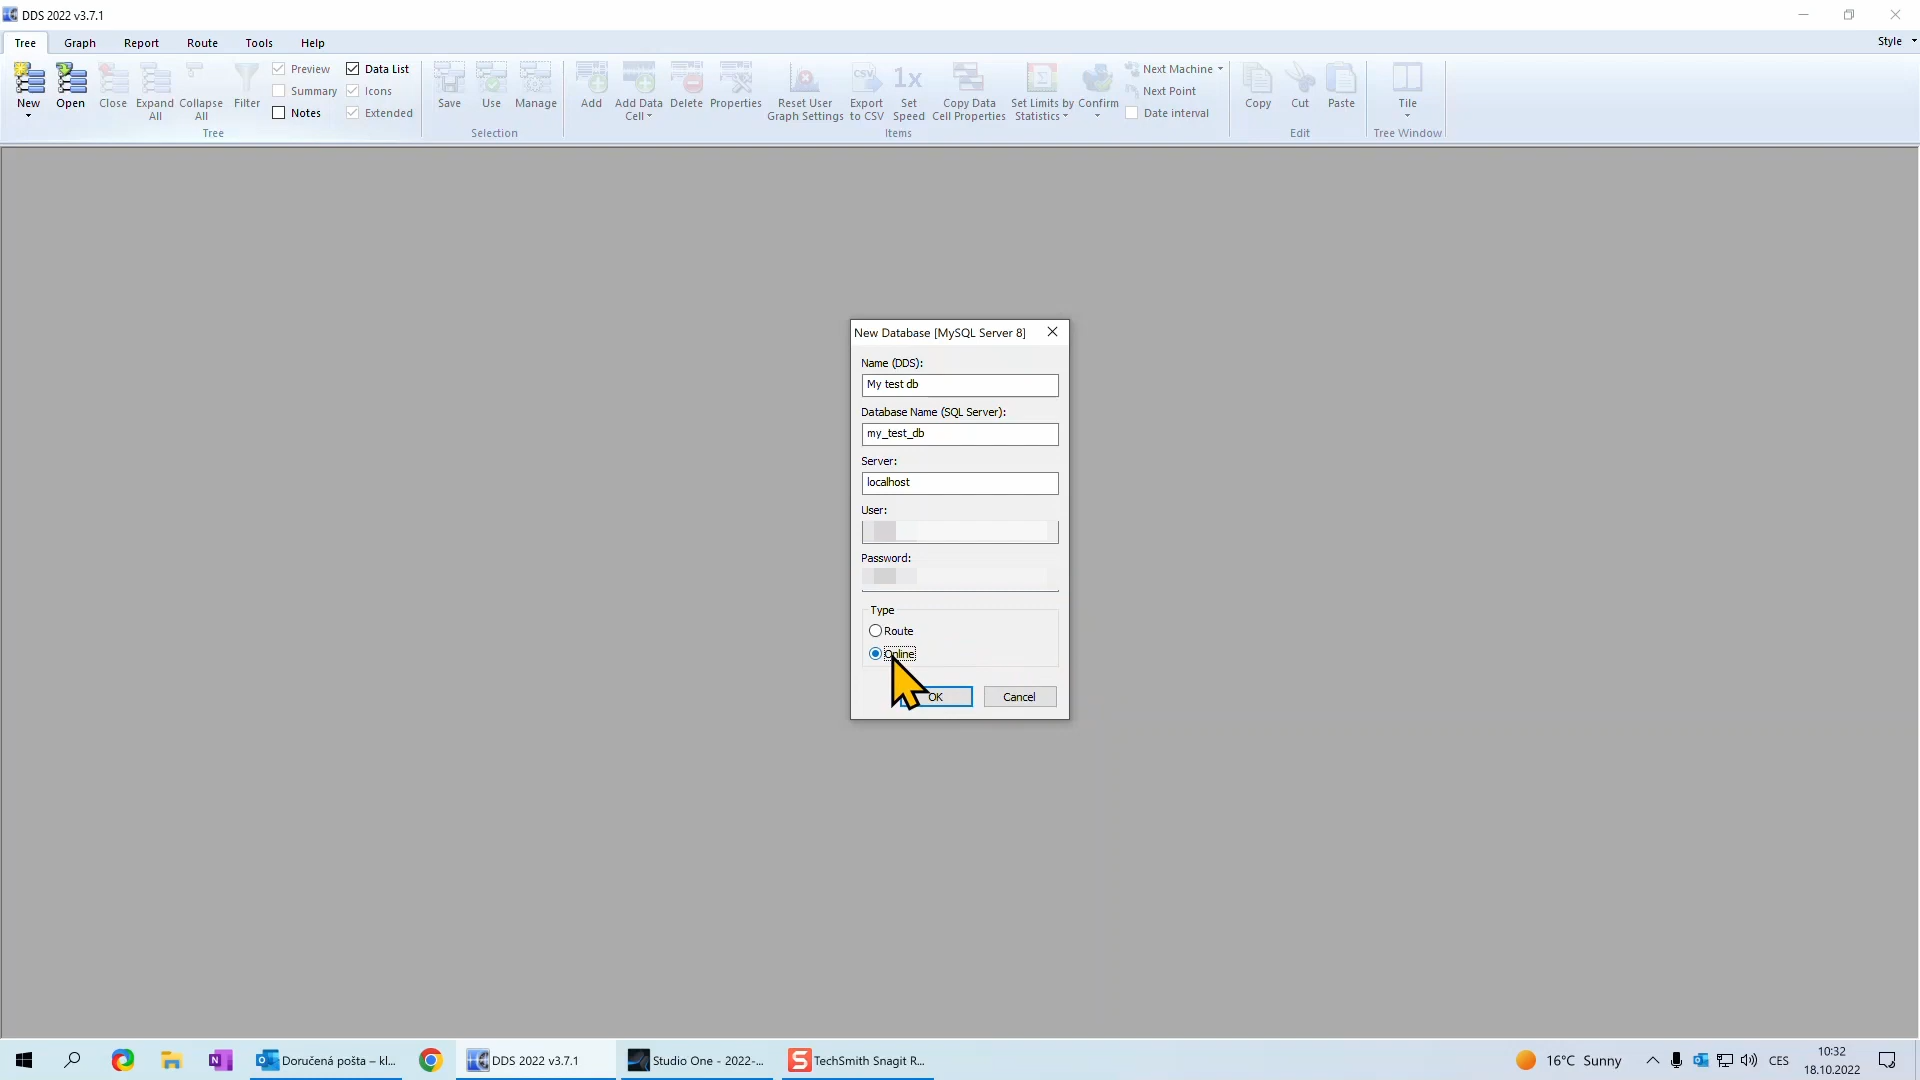 DDS 2022 v3.7.1
Tree Graph Report Route Tools Help Style
New Open Close Expand All Collapse All Filter
Preview Data List
Summary Icons
Notes Extended
Tree
Save Use Manage
Selection
Add Add Data Cell Delete Properties Reset User Graph Settings Export to CSV Set Speed Copy Data Cell Properties Set Limits by Statistics Confirm
CSV 1x
Next Machine
Next Point
Date interval
Items
Copy Cut Paste
Edit
Tile
Tree Window
New Database [MySQL Server 8]
Name (DDS):
My test db
Database Name (SQL Server):
my_test_db
Server:
localhost
User:
Password:
Type
Route
Online
OK Cancel
Doručená pošta – kl...
DDS 2022 v3.7.1
Studio One - 2022-...
TechSmith Snagit R...
16°C Sunny
CES
10:32
18.10.2022